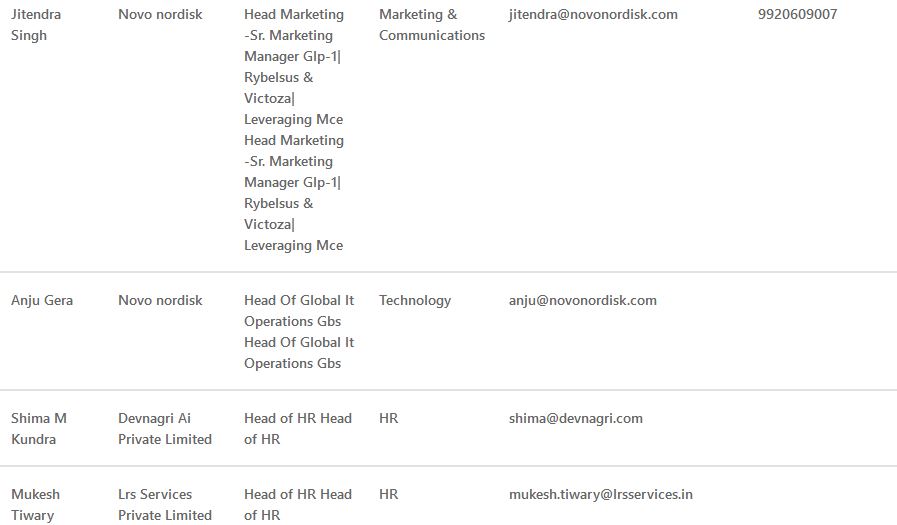 Jitendra Singh
Novo nordisk
Head Marketing
-Sr. Marketing
Manager Glp-1|
Rybelsus &
Victoza|
Leveraging Mce
Head Marketing
-Sr. Marketing
Manager Glp-1|
Rybelsus &
Victoza|
Leveraging Mce
Marketing &
Communications
jitendra@novonordisk.com
9920609007
Anju Gera
Novo nordisk
Head Of Global It
Operations Gbs
Head Of Global It
Operations Gbs
Technology
anju@novonordisk.com
Shima M
Kundra
Devnagri Ai
Private Limited
Head of HR Head
of HR
HR
shima@devnagri.com
Mukesh
Tiwary
Lrs Services
Private Limited
Head of HR Head
of HR
HR
mukesh.tiwary@lrsservices.in